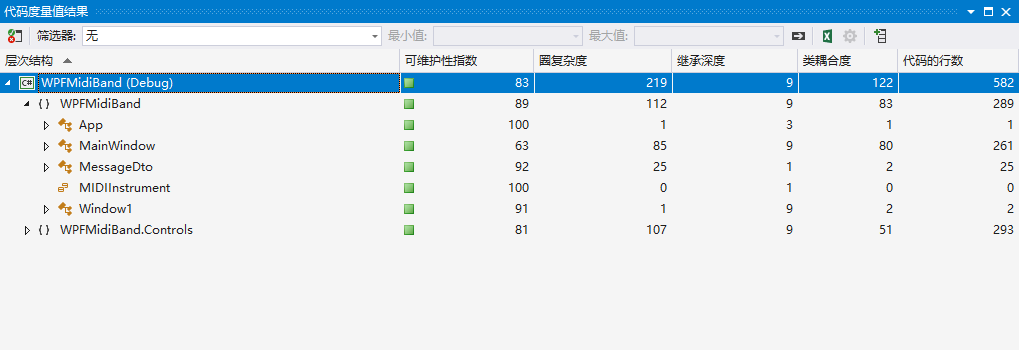 代码度量值结果
筛选器: 无 最小值: 最大值:
层次结构 可维护性指数 圈复杂度 继承深度 类耦合度 代码的行数
WPFMidiBand (Debug) 83 219 9 122 582
{ } WPFMidiBand 89 112 9 83 289
App 100 1 3 1 1
MainWindow 63 85 9 80 261
MessageDto 92 25 1 2 25
MIDIInstrument 100 0 1 0 0
Window1 91 1 9 2 2
{ } WPFMidiBand.Controls 81 107 9 51 293